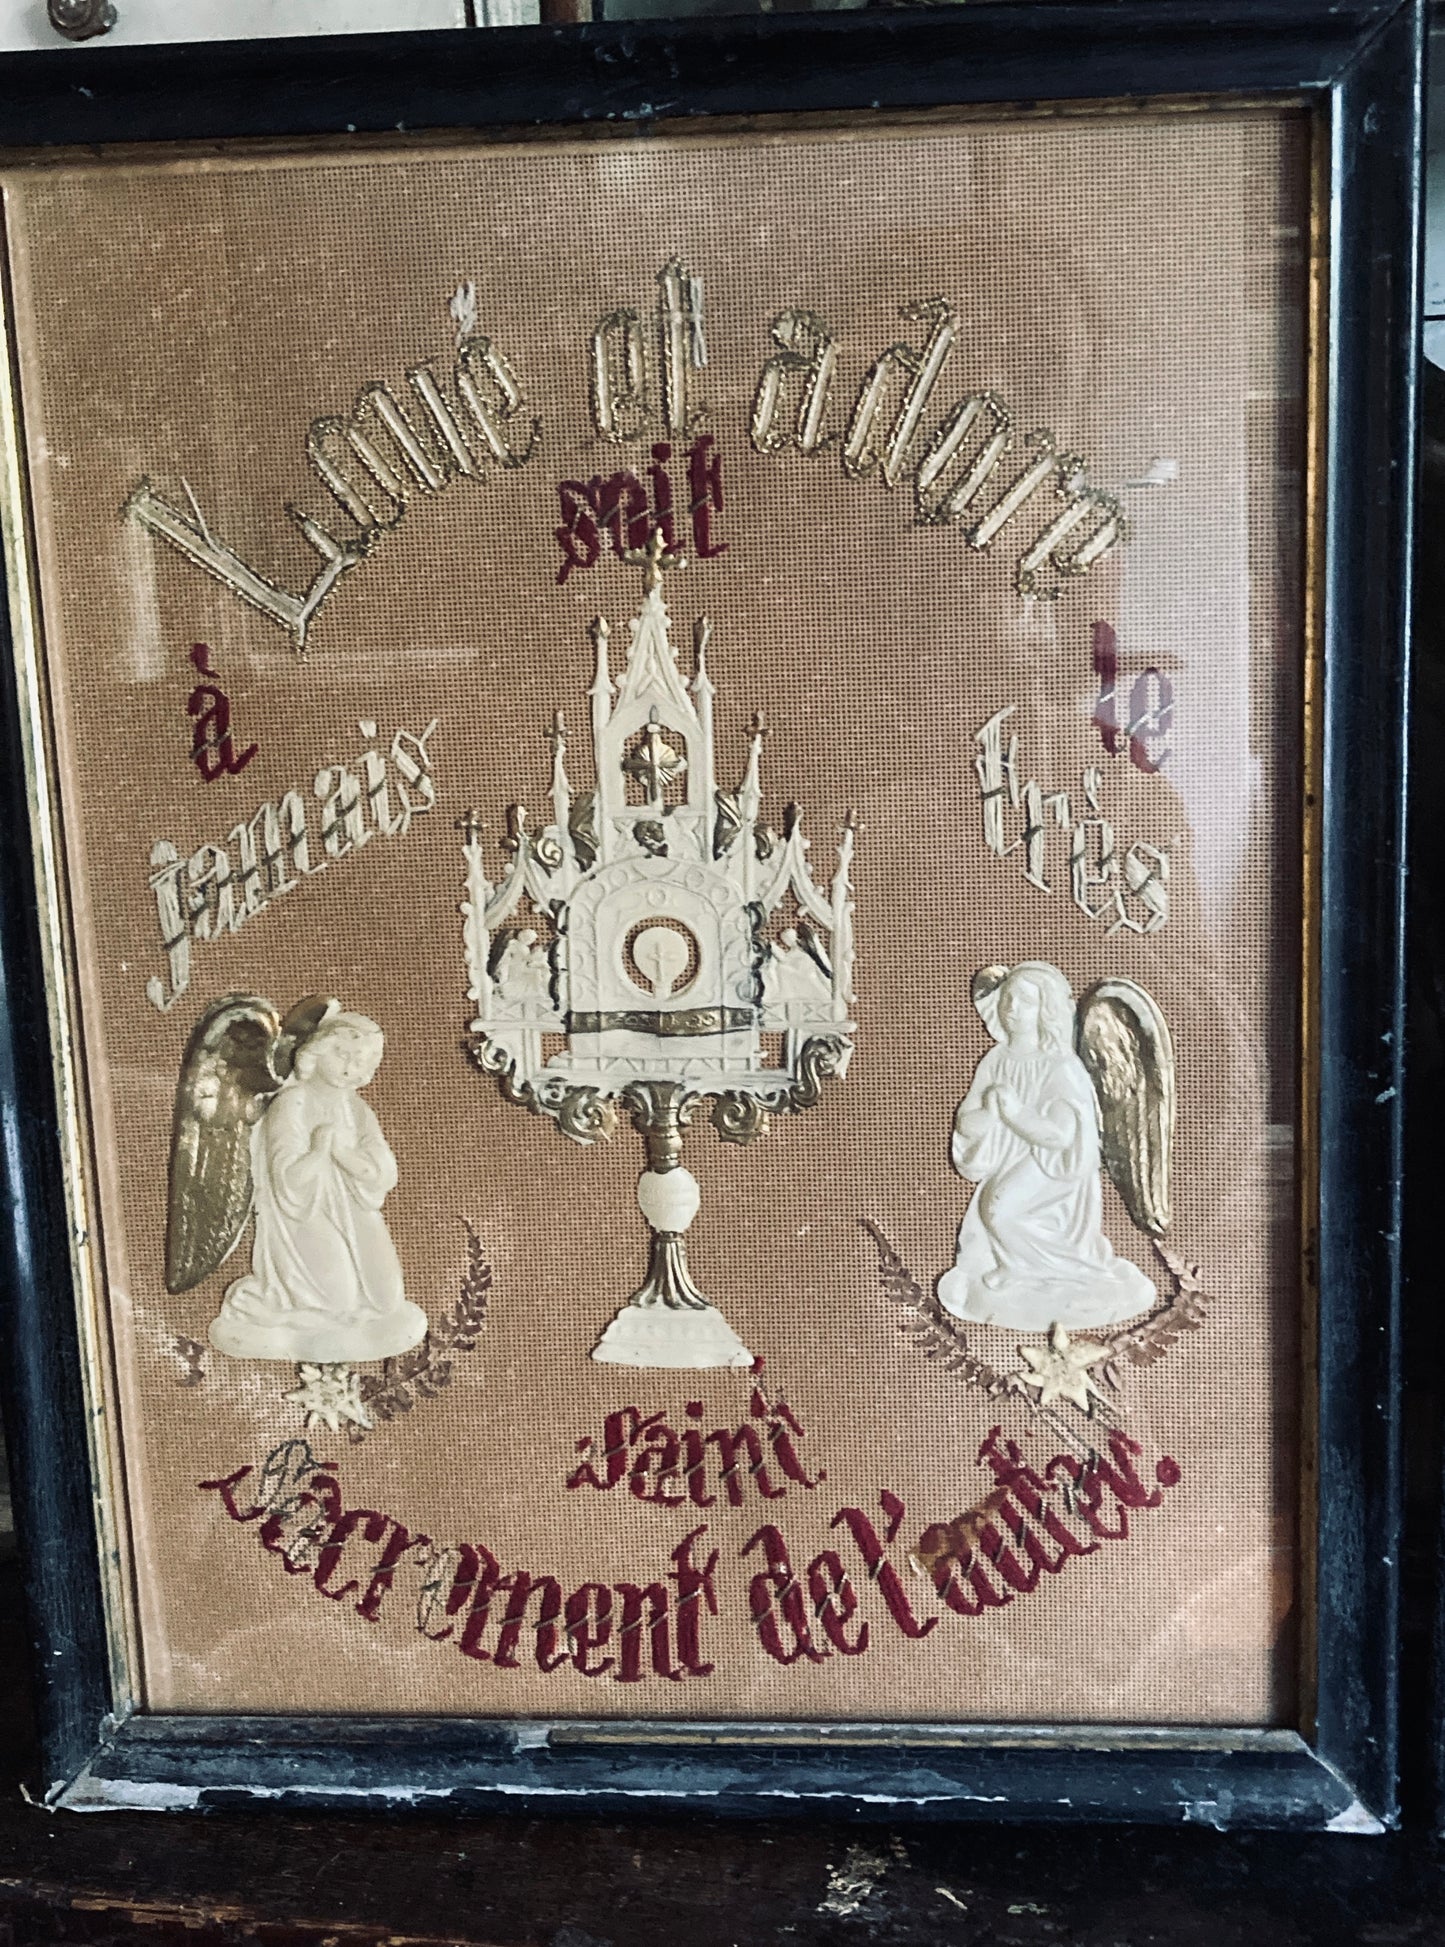 Loué et adoré
soit
à jamais
le très
saint
Sacrement de l'autel.